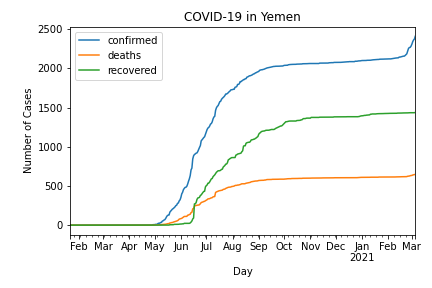 COVID-19 in Yemen
confirmed
deaths
recovered
2500
2000
1500
1000
500
0
Number of Cases
Feb Mar Apr May Jun Jul Aug Sep Oct Nov Dec Jan Feb Mar
2021
Day